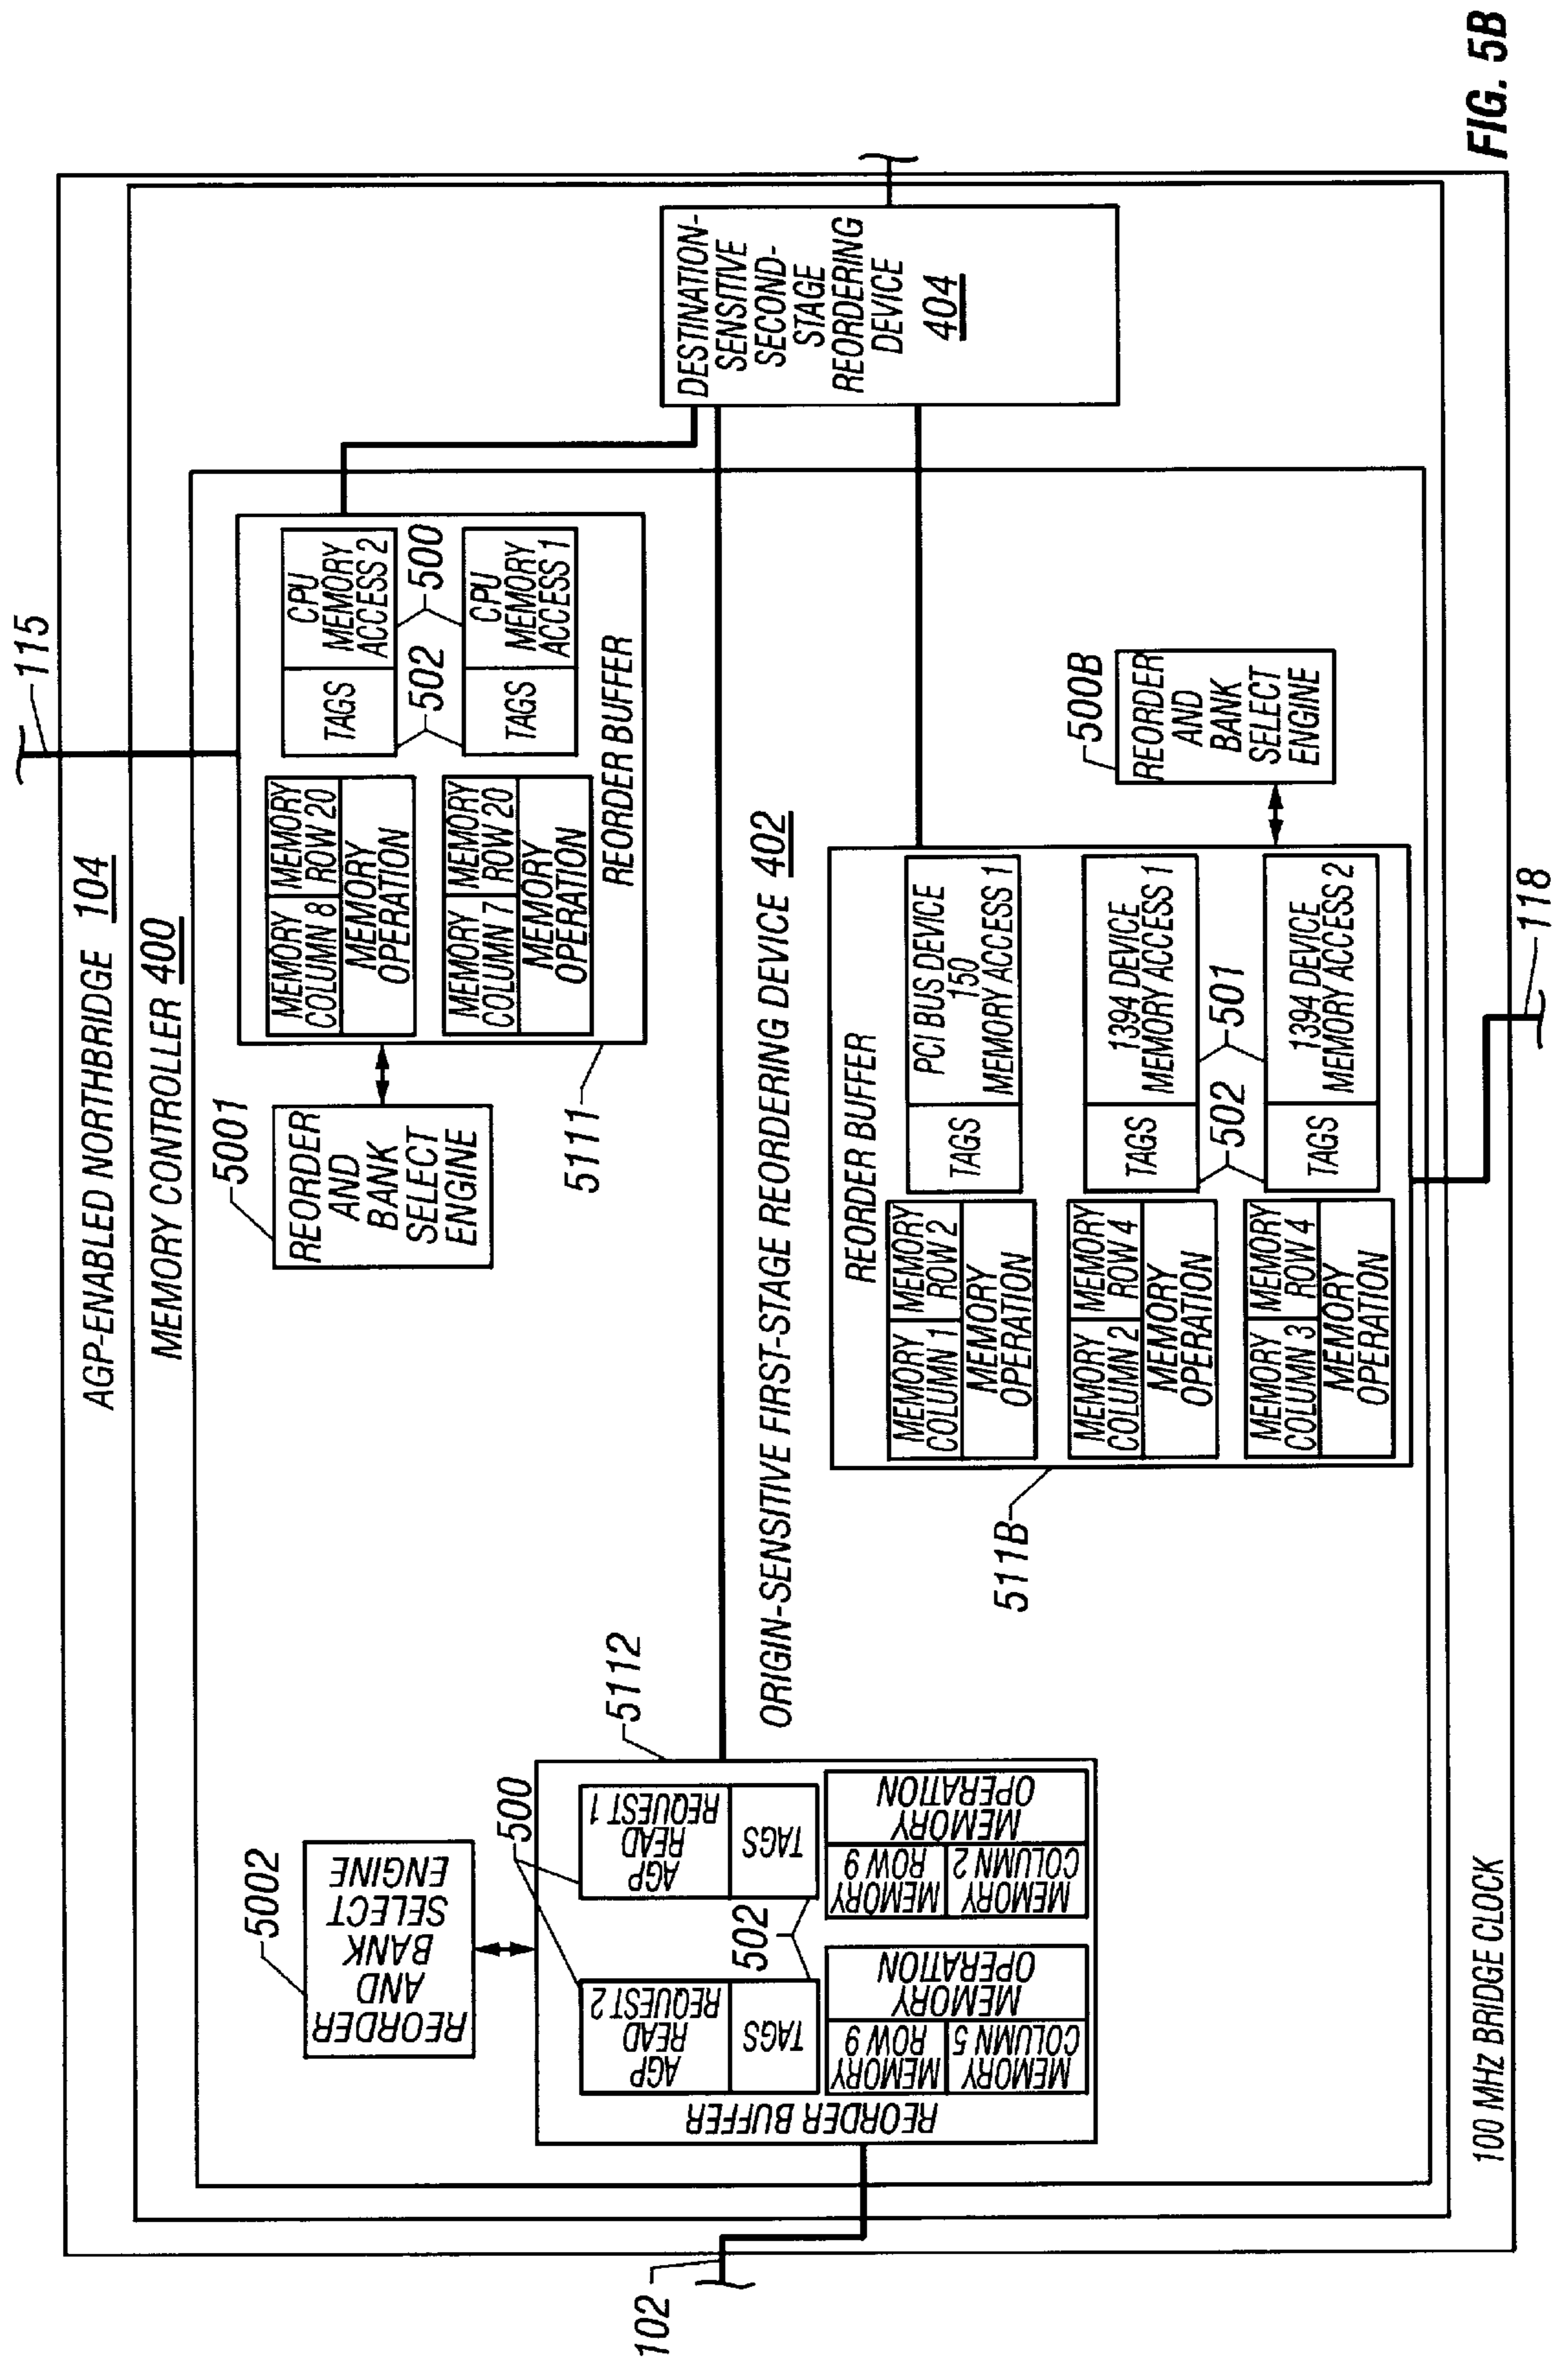 FIG. 5B
115
AGP-ENABLED NORTHBRIDGE 104
MEMORY CONTROLLER 400
5001
REORDER
AND
BANK
SELECT
ENGINE
MEMORY
COLUMN 8
MEMORY
ROW 20
MEMORY
OPERATION
TAGS
CPU
MEMORY
ACCESS 2
502
500
MEMORY
COLUMN 7
MEMORY
ROW 20
MEMORY
OPERATION
TAGS
CPU
MEMORY
ACCESS 1
REORDER BUFFER
5111
DESTINATION-
SENSITIVE
SECOND-
STAGE
REORDERING
DEVICE
404
5002
REORDER
AND
BANK
SELECT
ENGINE
5112
500
REORDER BUFFER
AGP
READ
REQUEST 2
TAGS
MEMORY
ROW 9
MEMORY
COLUMN 5
MEMORY
OPERATION
502
AGP
READ
REQUEST 1
TAGS
MEMORY
ROW 9
MEMORY
COLUMN 2
MEMORY
OPERATION
102
ORIGIN-SENSITIVE FIRST-STAGE REORDERING DEVICE 402
511B
REORDER BUFFER
MEMORY
COLUMN 1
MEMORY
ROW 2
MEMORY
OPERATION
TAGS
PCI BUS DEVICE
150
MEMORY ACCESS 1
MEMORY
COLUMN 2
MEMORY
ROW 4
MEMORY
OPERATION
TAGS
1394 DEVICE
MEMORY ACCESS 1
502
501
MEMORY
COLUMN 3
MEMORY
ROW 4
MEMORY
OPERATION
TAGS
1394 DEVICE
MEMORY ACCESS 2
500B
REORDER
AND
BANK
SELECT
ENGINE
118
100 MHz BRIDGE CLOCK